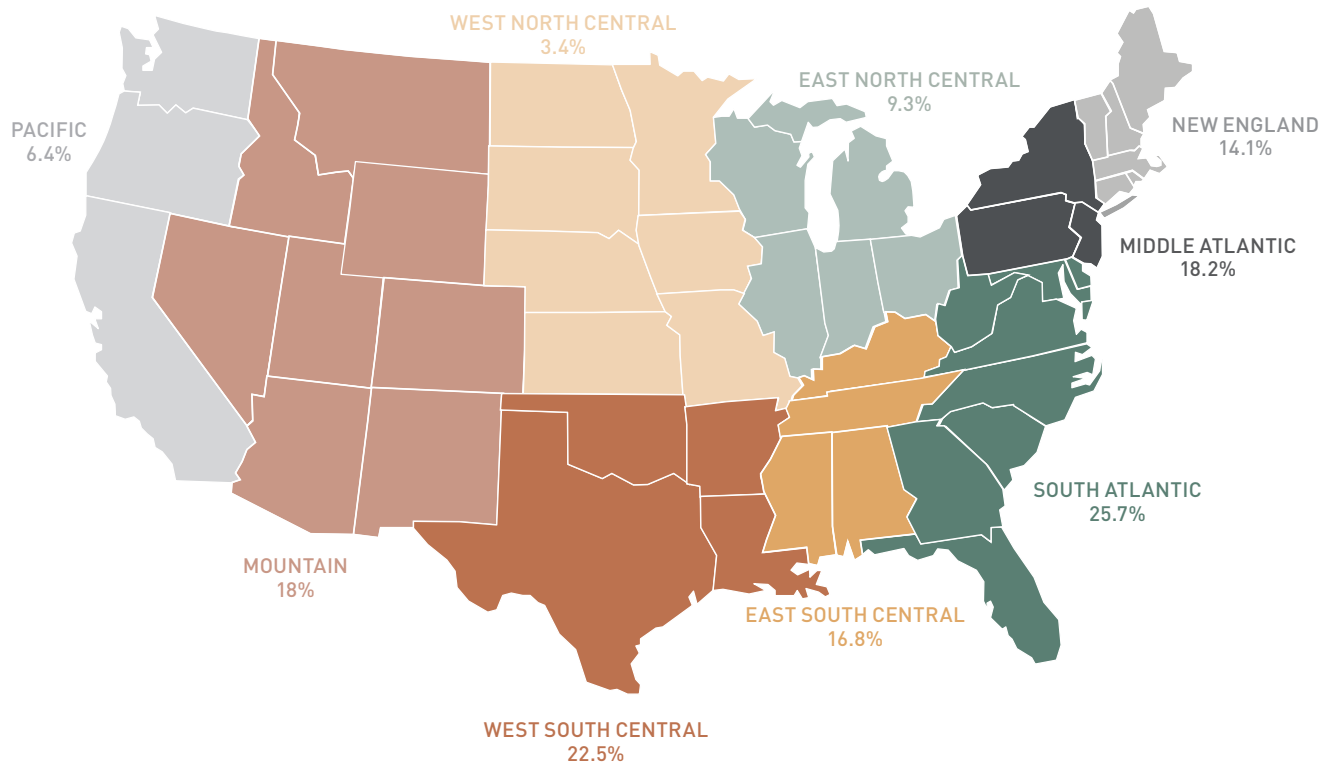 WEST NORTH CENTRAL
3.4%
EAST NORTH CENTRAL
9.3%
PACIFIC
6.4%
NEW ENGLAND
14.1%
MIDDLE ATLANTIC
18.2%
SOUTH ATLANTIC
25.7%
MOUNTAIN
18%
EAST SOUTH CENTRAL
16.8%
WEST SOUTH CENTRAL
22.5%